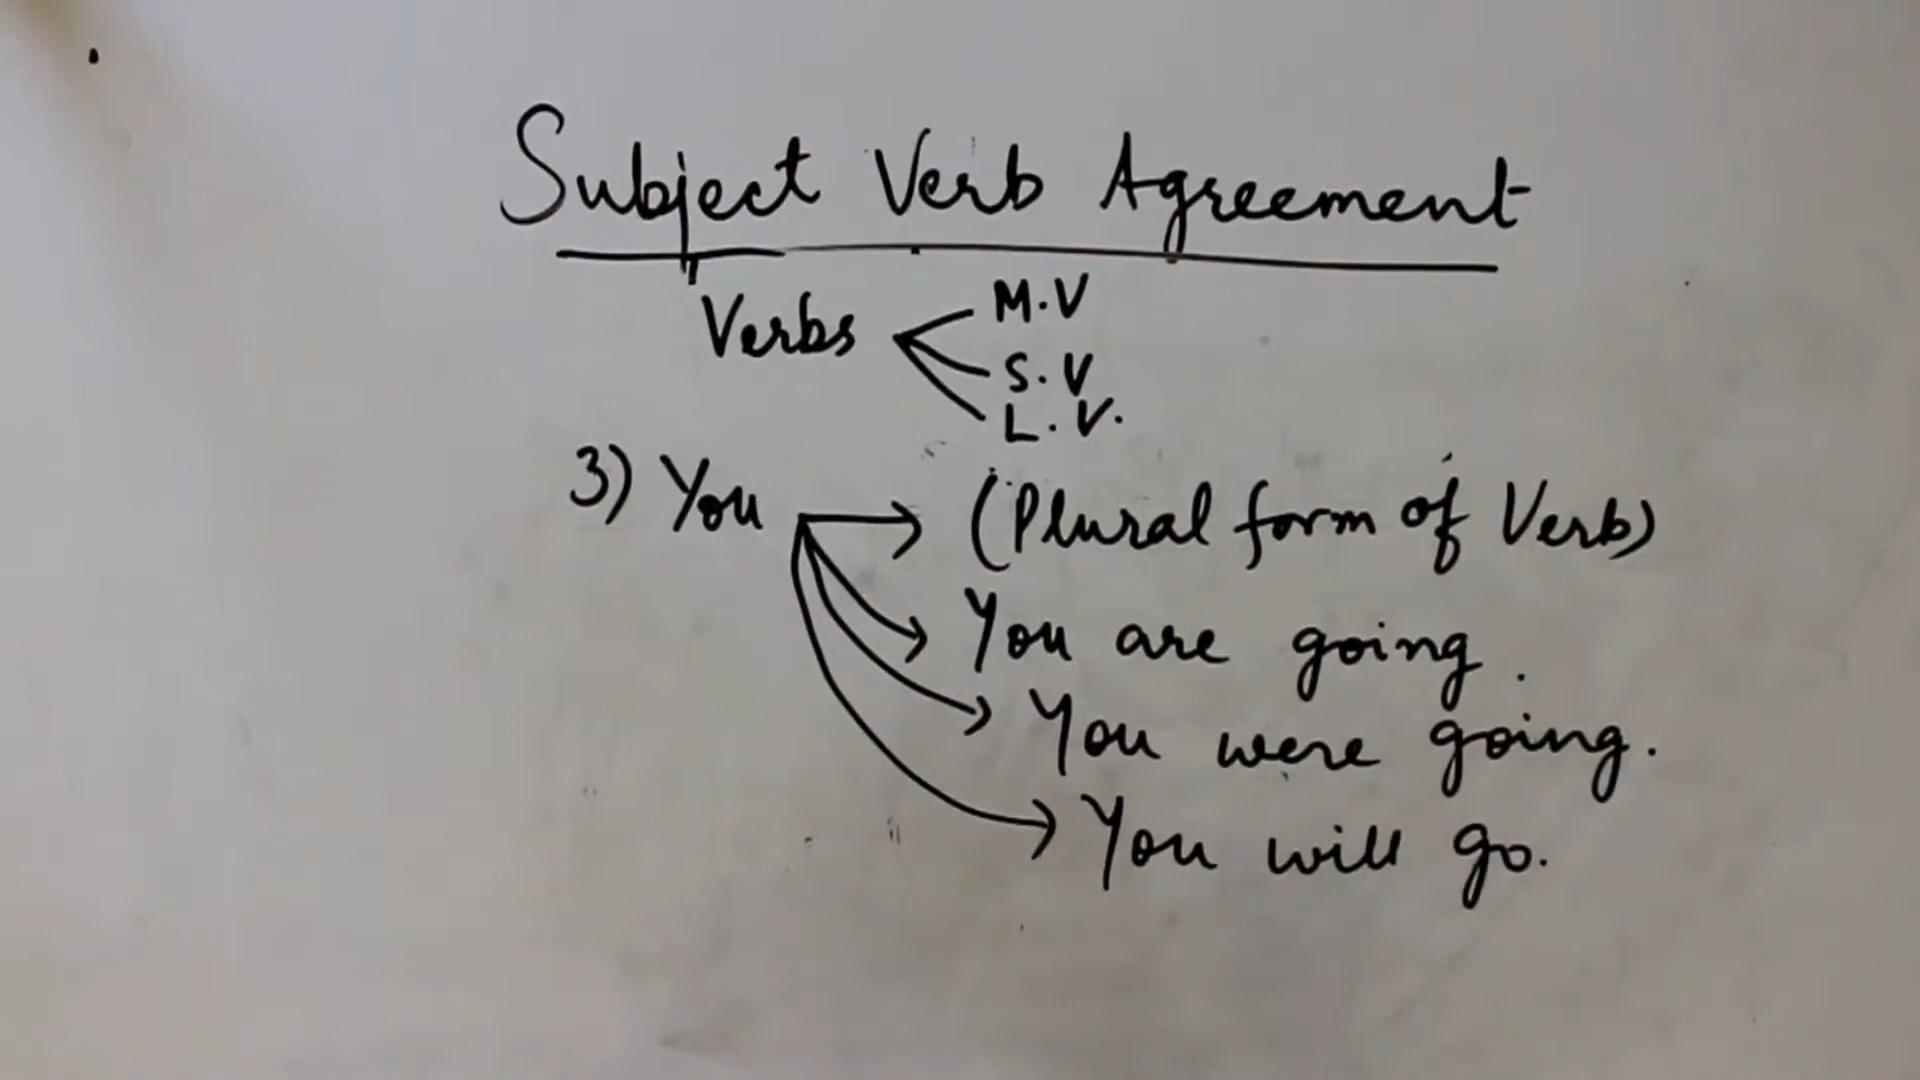 Subject Verb Agreement
Verbs
M.V
S.V
L.V.
3) You
(Plural form of Verb)
You are going.
You were going.
You will go.